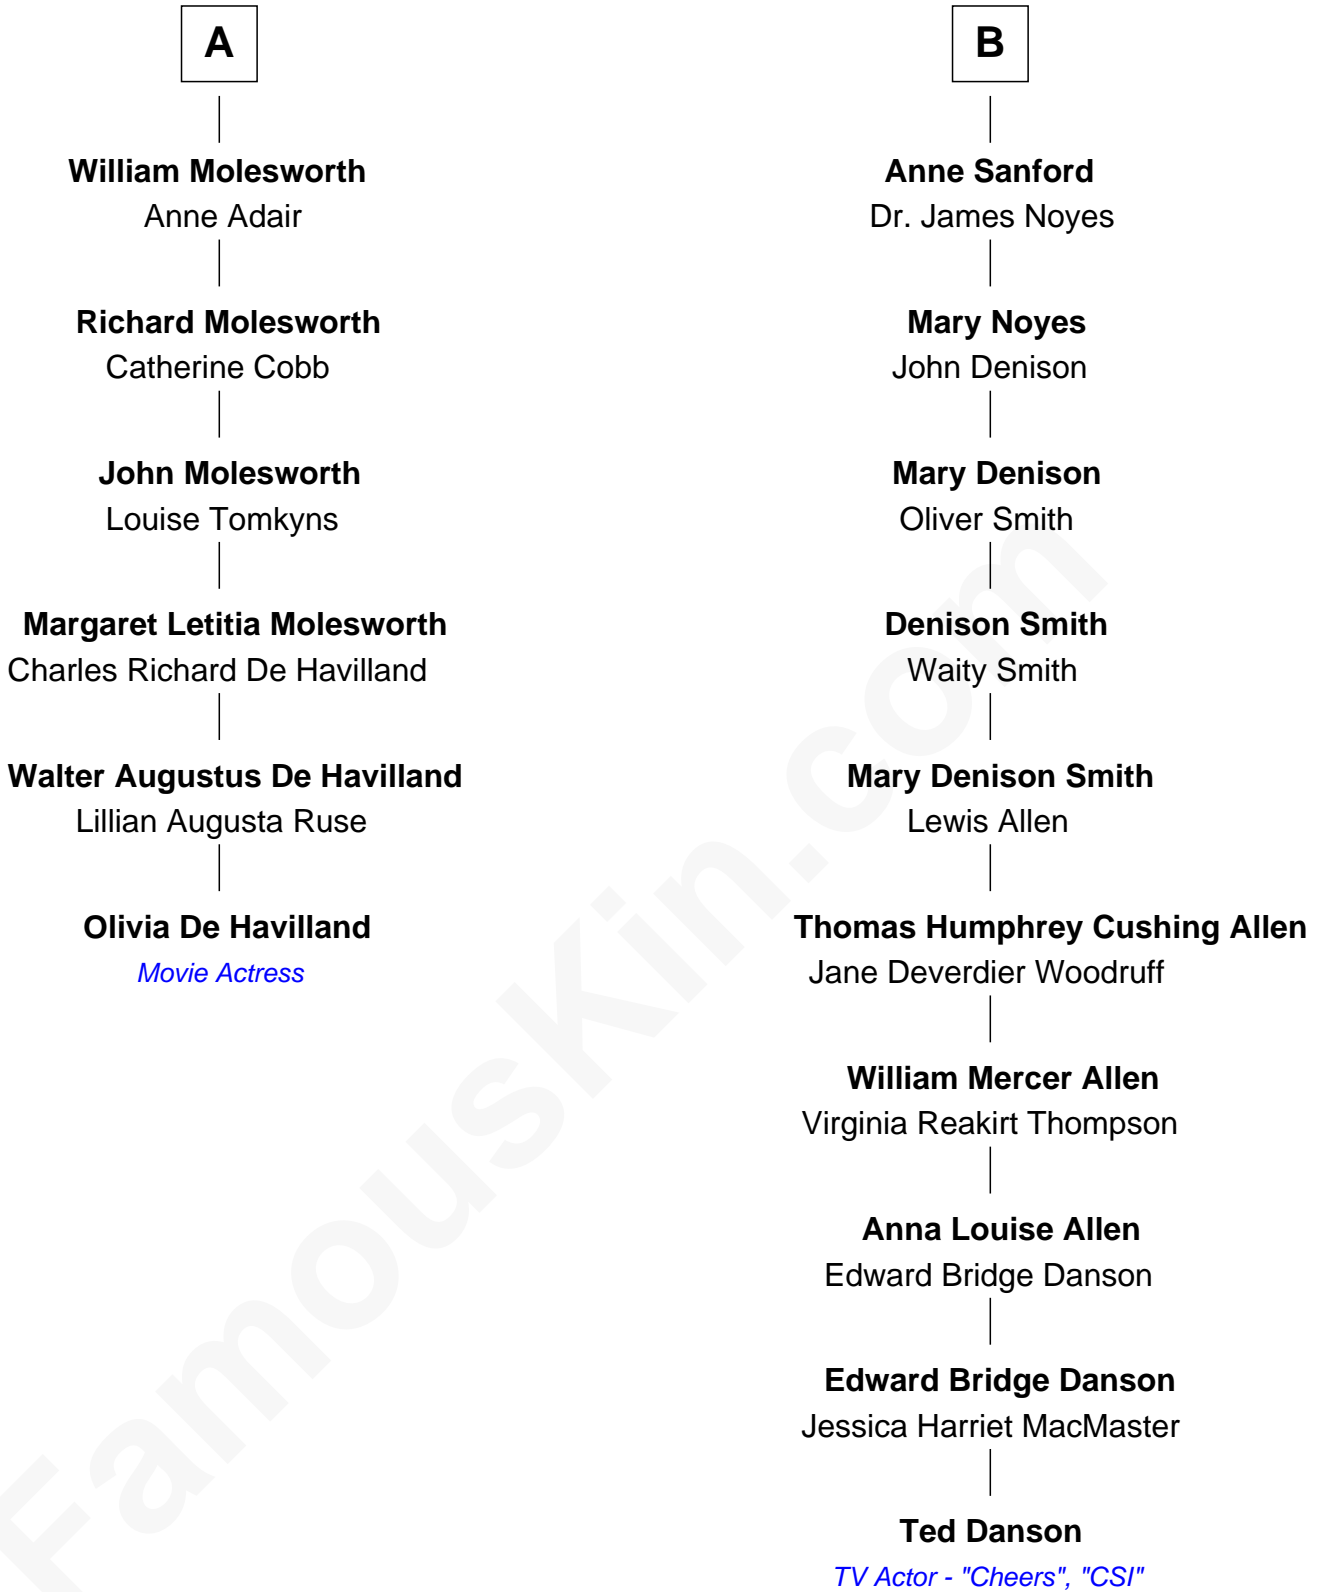 A
William Molesworth
Anne Adair
Richard Molesworth
Catherine Cobb
John Molesworth
Louise Tomkyns
Margaret Letitia Molesworth
Charles Richard De Havilland
Walter Augustus De Havilland
Lillian Augusta Ruse
Olivia De Havilland
Movie Actress
B
Anne Sanford
Dr. James Noyes
Mary Noyes
John Denison
Mary Denison
Oliver Smith
Denison Smith
Waity Smith
Mary Denison Smith
Lewis Allen
Thomas Humphrey Cushing Allen
Jane Deverdier Woodruff
William Mercer Allen
Virginia Reakirt Thompson
Anna Louise Allen
Edward Bridge Danson
Edward Bridge Danson
Jessica Harriet MacMaster
Ted Danson
TV Actor - "Cheers", "CSI"
FamousKin.com